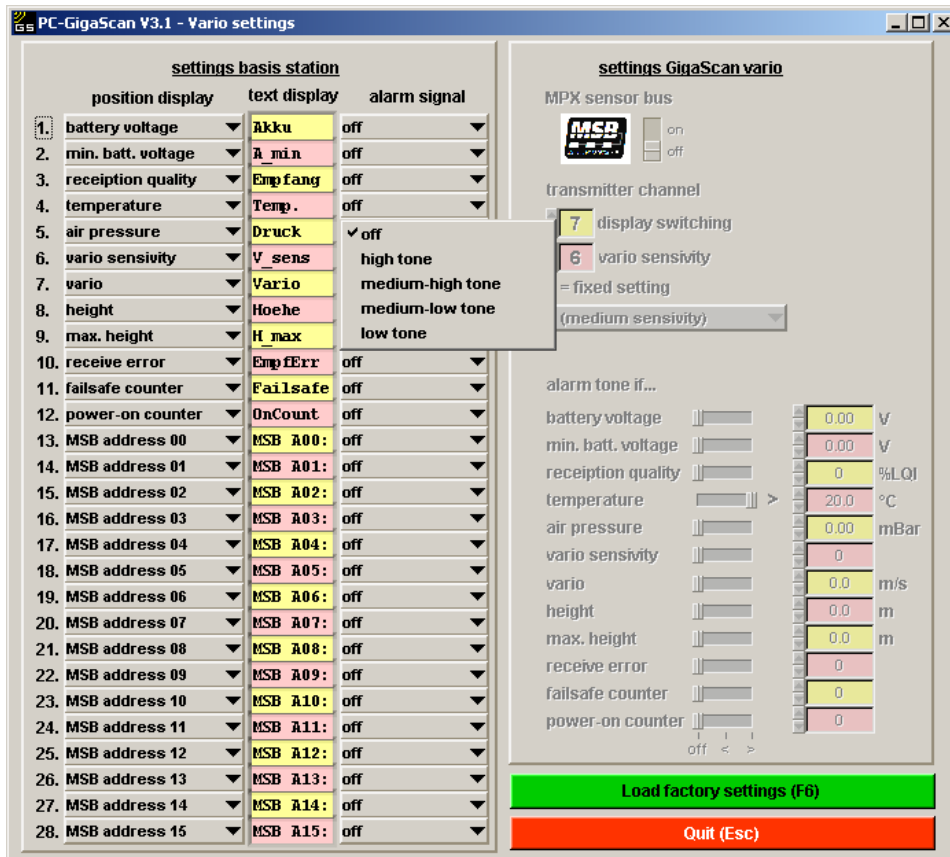 GS PC-GigaScan V3.1 - Vario settings
settings basis station
position display text display alarm signal
1. battery voltage Akku off
2. min. batt. voltage A_min off
3. receiption quality Empfang off
4. temperature Temp. off
5. air pressure Druck
6. vario sensivity V_sens
7. vario Vario
8. height Hoehe
9. max. height H_max
10. receive error EmpfErr off
11. failsafe counter Failsafe off
12. power-on counter OnCount off
13. MSB address 00 MSB A00: off
14. MSB address 01 MSB A01: off
15. MSB address 02 MSB A02: off
16. MSB address 03 MSB A03: off
17. MSB address 04 MSB A04: off
18. MSB address 05 MSB A05: off
19. MSB address 06 MSB A06: off
20. MSB address 07 MSB A07: off
21. MSB address 08 MSB A08: off
22. MSB address 09 MSB A09: off
23. MSB address 10 MSB A10: off
24. MSB address 11 MSB A11: off
25. MSB address 12 MSB A12: off
26. MSB address 13 MSB A13: off
27. MSB address 14 MSB A14: off
28. MSB address 15 MSB A15: off
✓ off
high tone
medium-high tone
medium-low tone
low tone
settings GigaScan vario
MPX sensor bus
MSB
on
off
transmitter channel
7 display switching
6 vario sensivity
= fixed setting
(medium sensivity)
alarm tone if...
battery voltage 0.00 V
min. batt. voltage 0.00 V
receiption quality 0 %LQI
temperature > 20.0 °C
air pressure 0.00 mBar
vario sensivity 0
vario 0.0 m/s
height 0.0 m
max. height 0.0 m
receive error 0
failsafe counter 0
power-on counter 0
off < >
Load factory settings (F6)
Quit (Esc)